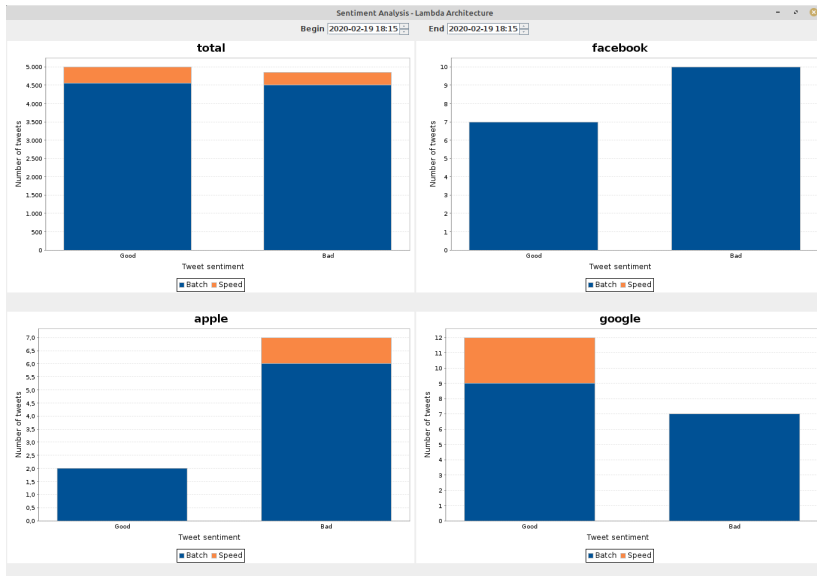 Sentiment Analysis - Lambda Architecture
Begin 2020-02-19 18:15 End 2020-02-19 18:15
total
5.000
4.500
4.000
3.500
3.000
2.500
2.000
1.500
1.000
500
0
Number of tweets
Good Bad
Tweet sentiment
Batch Speed
facebook
10
9
8
7
6
5
4
3
2
1
0
Number of tweets
Good Bad
Tweet sentiment
Batch Speed
apple
7,0
6,5
6,0
5,5
5,0
4,5
4,0
3,5
3,0
2,5
2,0
1,5
1,0
0,5
0,0
Number of tweets
Good Bad
Tweet sentiment
Batch Speed
google
12
11
10
9
8
7
6
5
4
3
2
1
0
Number of tweets
Good Bad
Tweet sentiment
Batch Speed